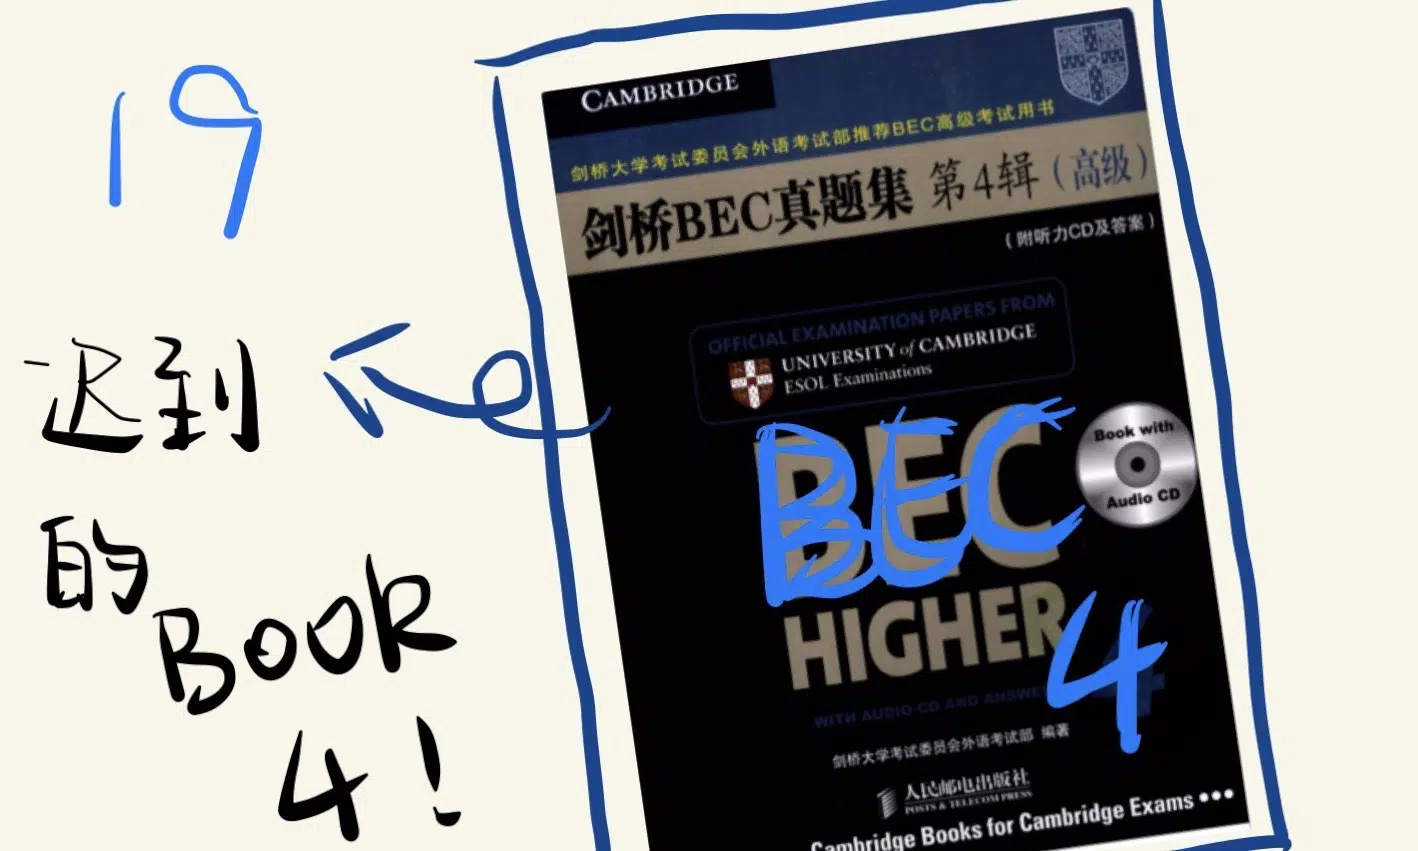 19
迟到
的
BOOK
4!
CAMBRIDGE
剑桥大学考试委员会外语考试部推荐BEC高级考试用书
剑桥BEC真题集 第4辑（高级）
（附听力CD及答案）
OFFICIAL EXAMINATION PAPERS FROM
UNIVERSITY of CAMBRIDGE
ESOL Examinations
BEC
BEC
Book with
Audio CD
HIGHER
4
4
WITH AUDIO CD AND ANSWE
剑桥大学考试委员会外语考试部 编著
人民邮电出版社
POSTS & TELECOM PRESS
Cambridge Books for Cambridge Exams •••